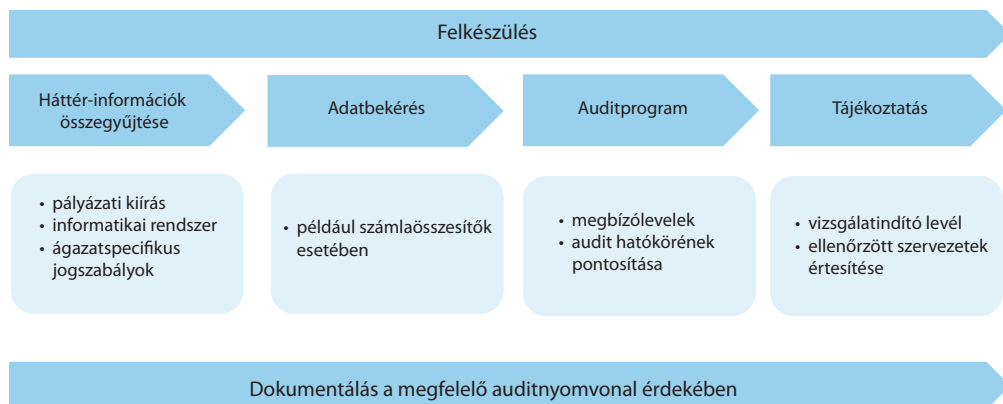 Felkészülés
Háttér-információk
összegyűjtése
Adatbekérés
Auditprogram
Tájékoztatás
• pályázati kiírás
• informatikai rendszer
• ágazatspecifikus
jogszabályok
• például számlaösszesítők
esetében
• megbízólevelek
• audit hatókörének
pontosítása
• vizsgálatindító levél
• ellenőrzött szervezetek
értesítése
Dokumentálás a megfelelő auditnyomvonal érdekében